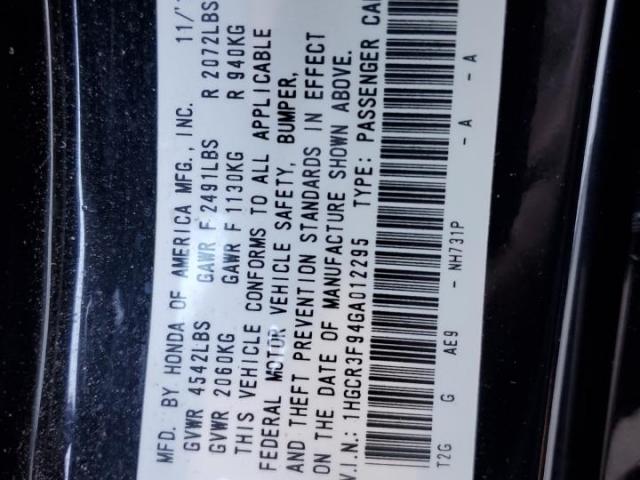 MFD. BY HONDA OF AMERICA MFG., INC. 11/
GVWR 4542LBS GAWR F 2491LBS R 2072LBS
GVWR 2060KG GAWR F 1130KG R 940KG
THIS VEHICLE CONFORMS TO ALL APPLICABLE
FEDERAL MOTOR VEHICLE SAFETY, BUMPER,
AND THEFT PREVENTION STANDARDS IN EFFECT
ON THE DATE OF MANUFACTURE SHOWN ABOVE.
V.I.N.: 1HGCR3F94GA012295 TYPE: PASSENGER CAR
T2G G AE9 - NH731P - A - A